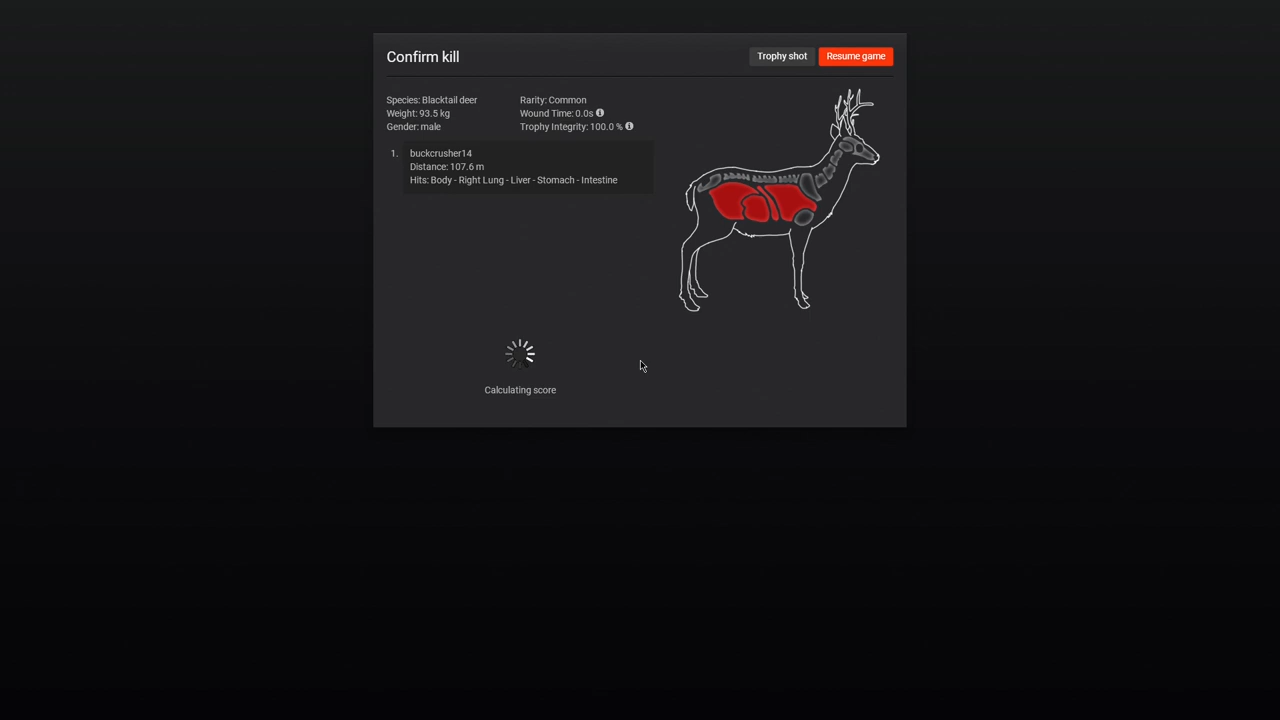 Confirm kill
Trophy shot
Resume game
Species: Blacktail deer
Weight: 93.5 kg
Gender: male
Rarity: Common
Wound Time: 0.0s
Trophy Integrity: 100.0 %
1. buckcrusher14
Distance: 107.6 m
Hits: Body - Right Lung - Liver - Stomach - Intestine
Calculating score